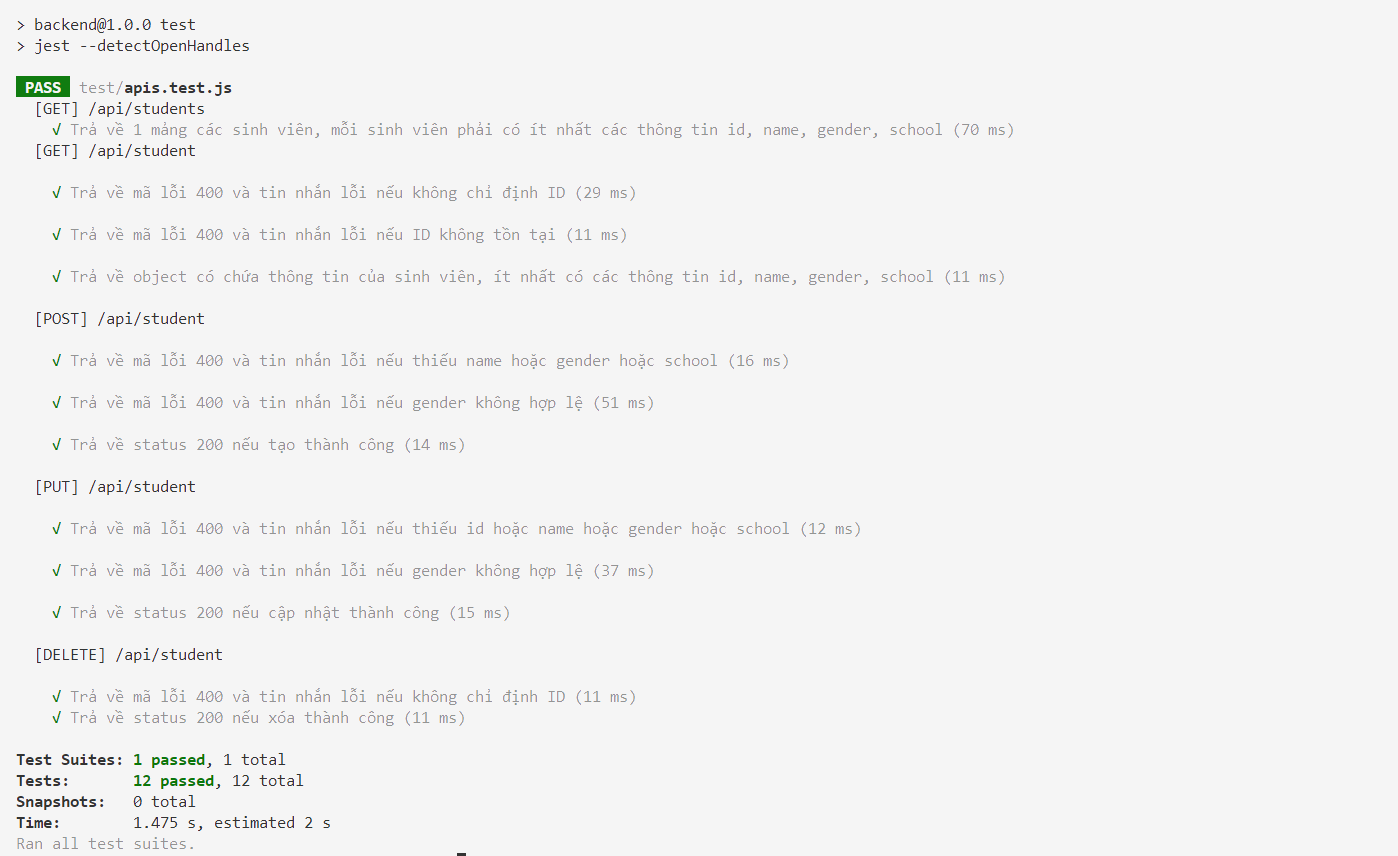 > backend@1.0.0 test
> jest --detectOpenHandles
PASS test/apis.test.js
[GET] /api/students
√ Trả về 1 mảng các sinh viên, mỗi sinh viên phải có ít nhất các thông tin id, name, gender, school (70 ms)
[GET] /api/student
√ Trả về mã lỗi 400 và tin nhắn lỗi nếu không chỉ định ID (29 ms)
√ Trả về mã lỗi 400 và tin nhắn lỗi nếu ID không tồn tại (11 ms)
√ Trả về object có chứa thông tin của sinh viên, ít nhất có các thông tin id, name, gender, school (11 ms)
[POST] /api/student
√ Trả về mã lỗi 400 và tin nhắn lỗi nếu thiếu name hoặc gender hoặc school (16 ms)
√ Trả về mã lỗi 400 và tin nhắn lỗi nếu gender không hợp lệ (51 ms)
√ Trả về status 200 nếu tạo thành công (14 ms)
[PUT] /api/student
√ Trả về mã lỗi 400 và tin nhắn lỗi nếu thiếu id hoặc name hoặc gender hoặc school (12 ms)
√ Trả về mã lỗi 400 và tin nhắn lỗi nếu gender không hợp lệ (37 ms)
√ Trả về status 200 nếu cập nhật thành công (15 ms)
[DELETE] /api/student
√ Trả về mã lỗi 400 và tin nhắn lỗi nếu không chỉ định ID (11 ms)
√ Trả về status 200 nếu xóa thành công (11 ms)
Test Suites: 1 passed, 1 total
Tests: 12 passed, 12 total
Snapshots: 0 total
Time: 1.475 s, estimated 2 s
Ran all test suites.